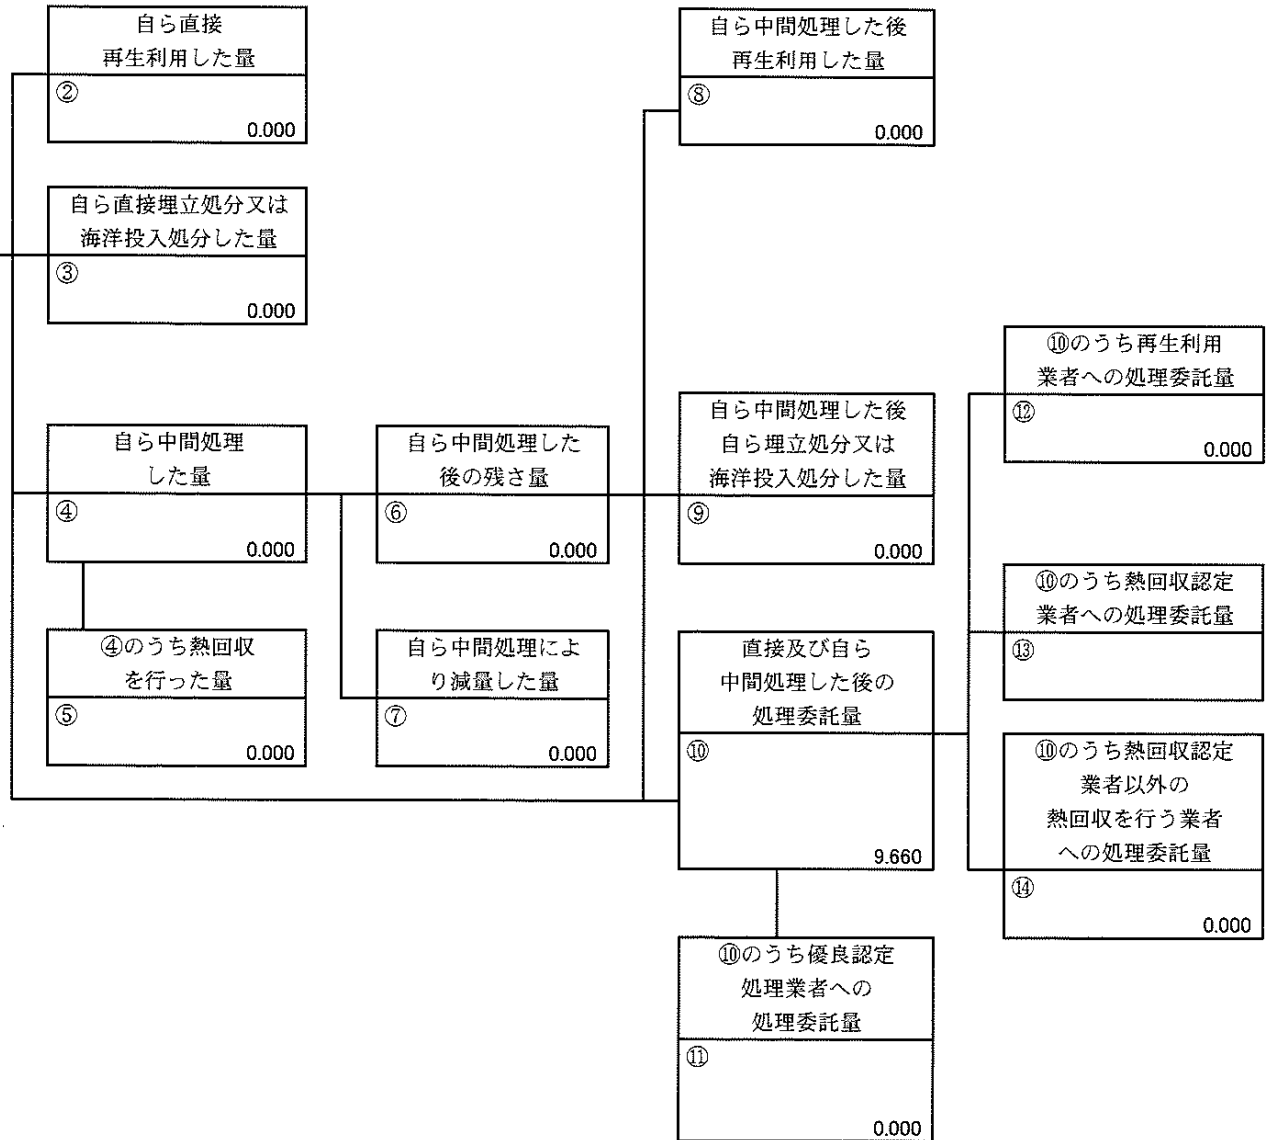 自ら直接
再生利用した量
②
0.000
自ら中間処理した後
再生利用した量
⑧
0.000
自ら直接埋立処分又は
海洋投入処分した量
③
0.000
⑩のうち再生利用
業者への処理委託量
⑫
0.000
自ら中間処理
した量
④
0.000
自ら中間処理した
後の残さ量
⑥
0.000
自ら中間処理した後
自ら埋立処分又は
海洋投入処分した量
⑨
0.000
⑩のうち熱回収認定
業者への処理委託量
⑬
④のうち熱回収
を行った量
⑤
0.000
自ら中間処理によ
り減量した量
⑦
0.000
直接及び自ら
中間処理した後の
処理委託量
⑩
9.660
⑩のうち熱回収認定
業者以外の
熱回収を行う業者
への処理委託量
⑭
0.000
⑩のうち優良認定
処理業者への
処理委託量
⑪
0.000